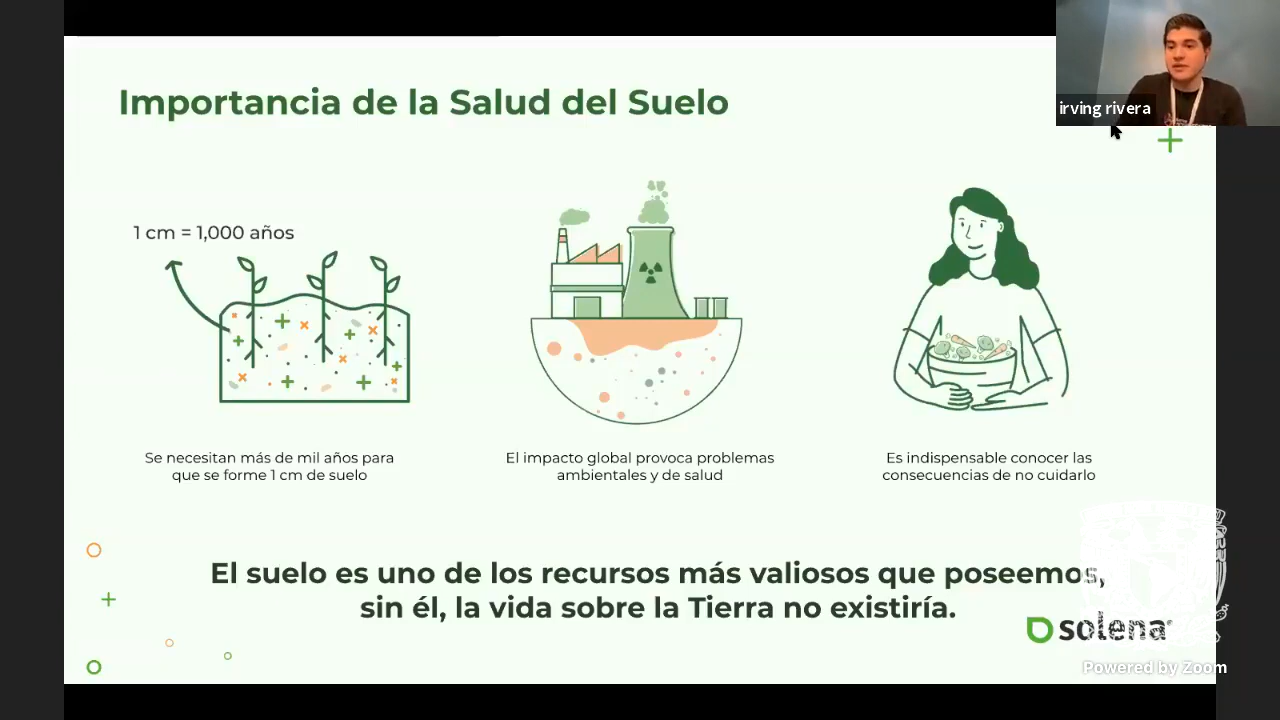 Importancia de la Salud del Suelo
irving rivera
1 cm = 1,000 años
Se necesitan más de mil años para
que se forme 1 cm de suelo
El impacto global provoca problemas
ambientales y de salud
Es indispensable conocer las
consecuencias de no cuidarlo
El suelo es uno de los recursos más valiosos que poseemos,
sin él, la vida sobre la Tierra no existiría.
solena
Powered by Zoom